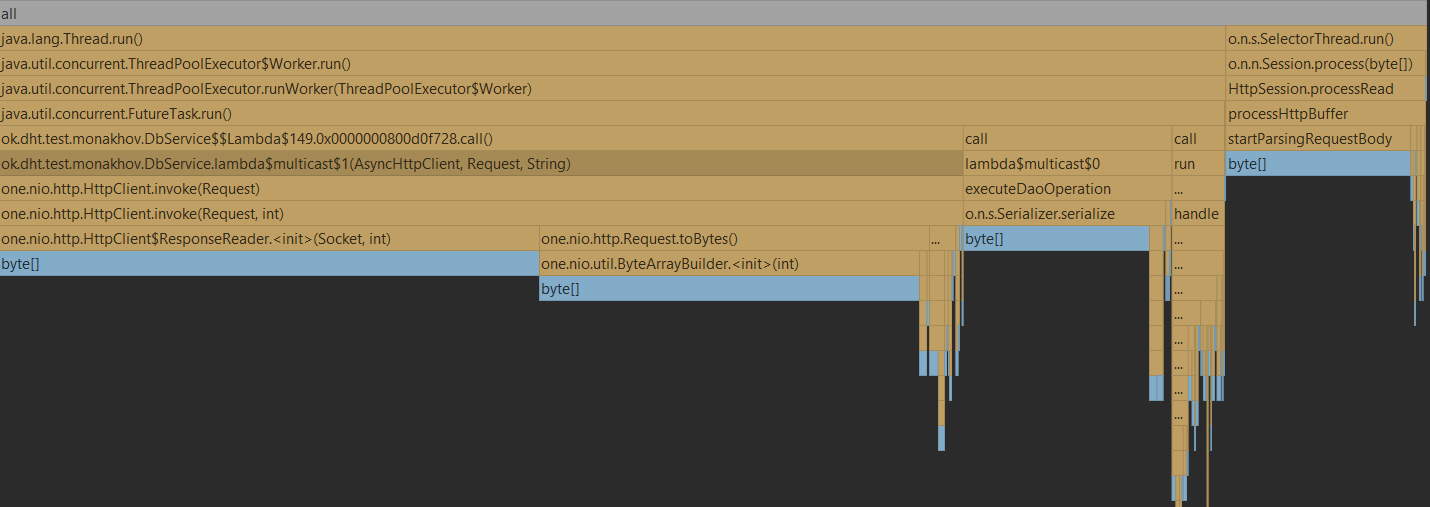 all
java.lang.Thread.run() o.n.s.SelectorThread.run()
java.util.concurrent.ThreadPoolExecutor$Worker.run() o.n.n.Session.process(byte[])
java.util.concurrent.ThreadPoolExecutor.runWorker(ThreadPoolExecutor$Worker) HttpSession.processRead
java.util.concurrent.FutureTask.run() processHttpBuffer
ok.dht.test.monakhov.DbService$$Lambda$149.0x0000000800d0f728.call() call call startParsingRequestBody
ok.dht.test.monakhov.DbService.lambda$multicast$1(AsyncHttpClient, Request, String) lambda$multicast$0 run byte[]
one.nio.http.HttpClient.invoke(Request) executeDaoOperation ...
one.nio.http.HttpClient.invoke(Request, int) o.n.s.Serializer.serialize handle
one.nio.http.HttpClient$ResponseReader.<init>(Socket, int) one.nio.http.Request.toBytes() ... byte[] ...
byte[] one.nio.util.ByteArrayBuilder.<init>(int) ...
byte[] ...
...
...
...
...
...